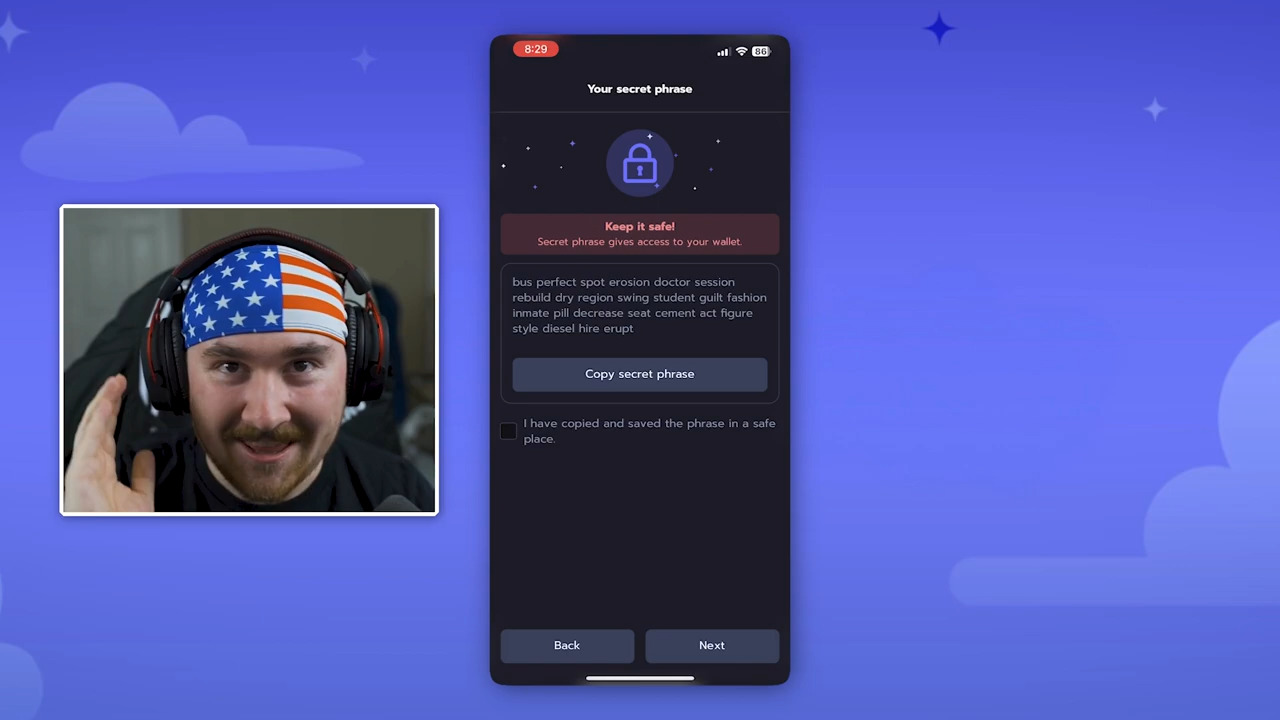 8:29
86
Your secret phrase
Keep it safe!
Secret phrase gives access to your wallet.
bus perfect spot erosion doctor session
rebuild dry region swing student guilt fashion
inmate pill decrease seat cement act figure
style diesel hire erupt
Copy secret phrase
I have copied and saved the phrase in a safe
place.
Back
Next